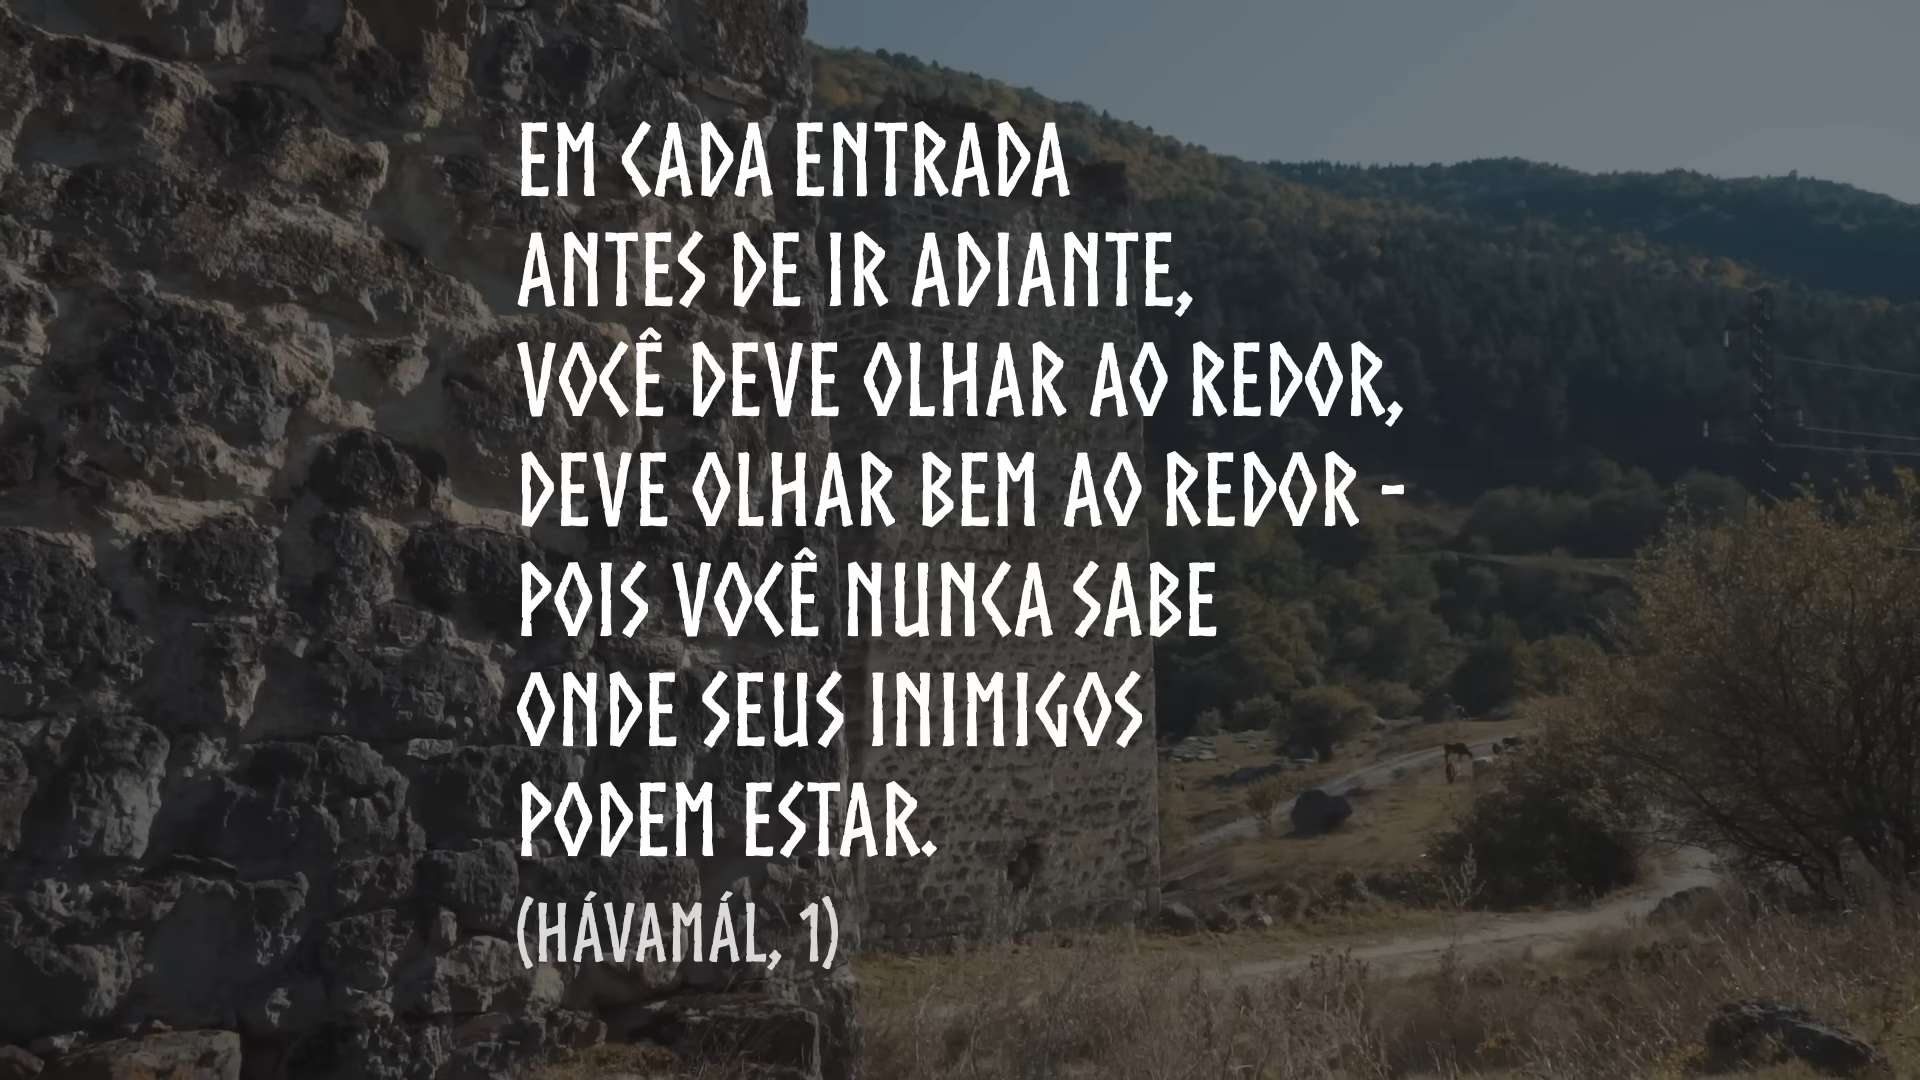 EM CADA ENTRADA
ANTES DE IR ADIANTE,
VOCÊ DEVE OLHAR AO REDOR,
DEVE OLHAR BEM AO REDOR -
POIS VOCÊ NUNCA SABE
ONDE SEUS INIMIGOS
PODEM ESTAR.
(HÁVAMÁL, 1)